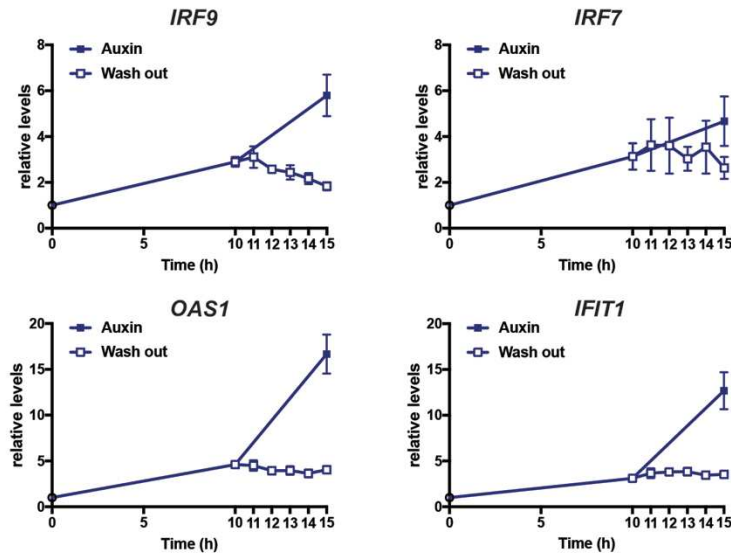 IRF9
8
6
4
2
0
relative levels
Auxin
Wash out
0 5 10 11 12 13 14 15
Time (h)
IRF7
8
6
4
2
0
relative levels
Auxin
Wash out
0 5 10 11 12 13 14 15
Time (h)
OAS1
20
15
10
5
0
relative levels
Auxin
Wash out
0 5 10 11 12 13 14 15
Time (h)
IFIT1
20
15
10
5
0
relative levels
Auxin
Wash out
0 5 10 11 12 13 14 15
Time (h)